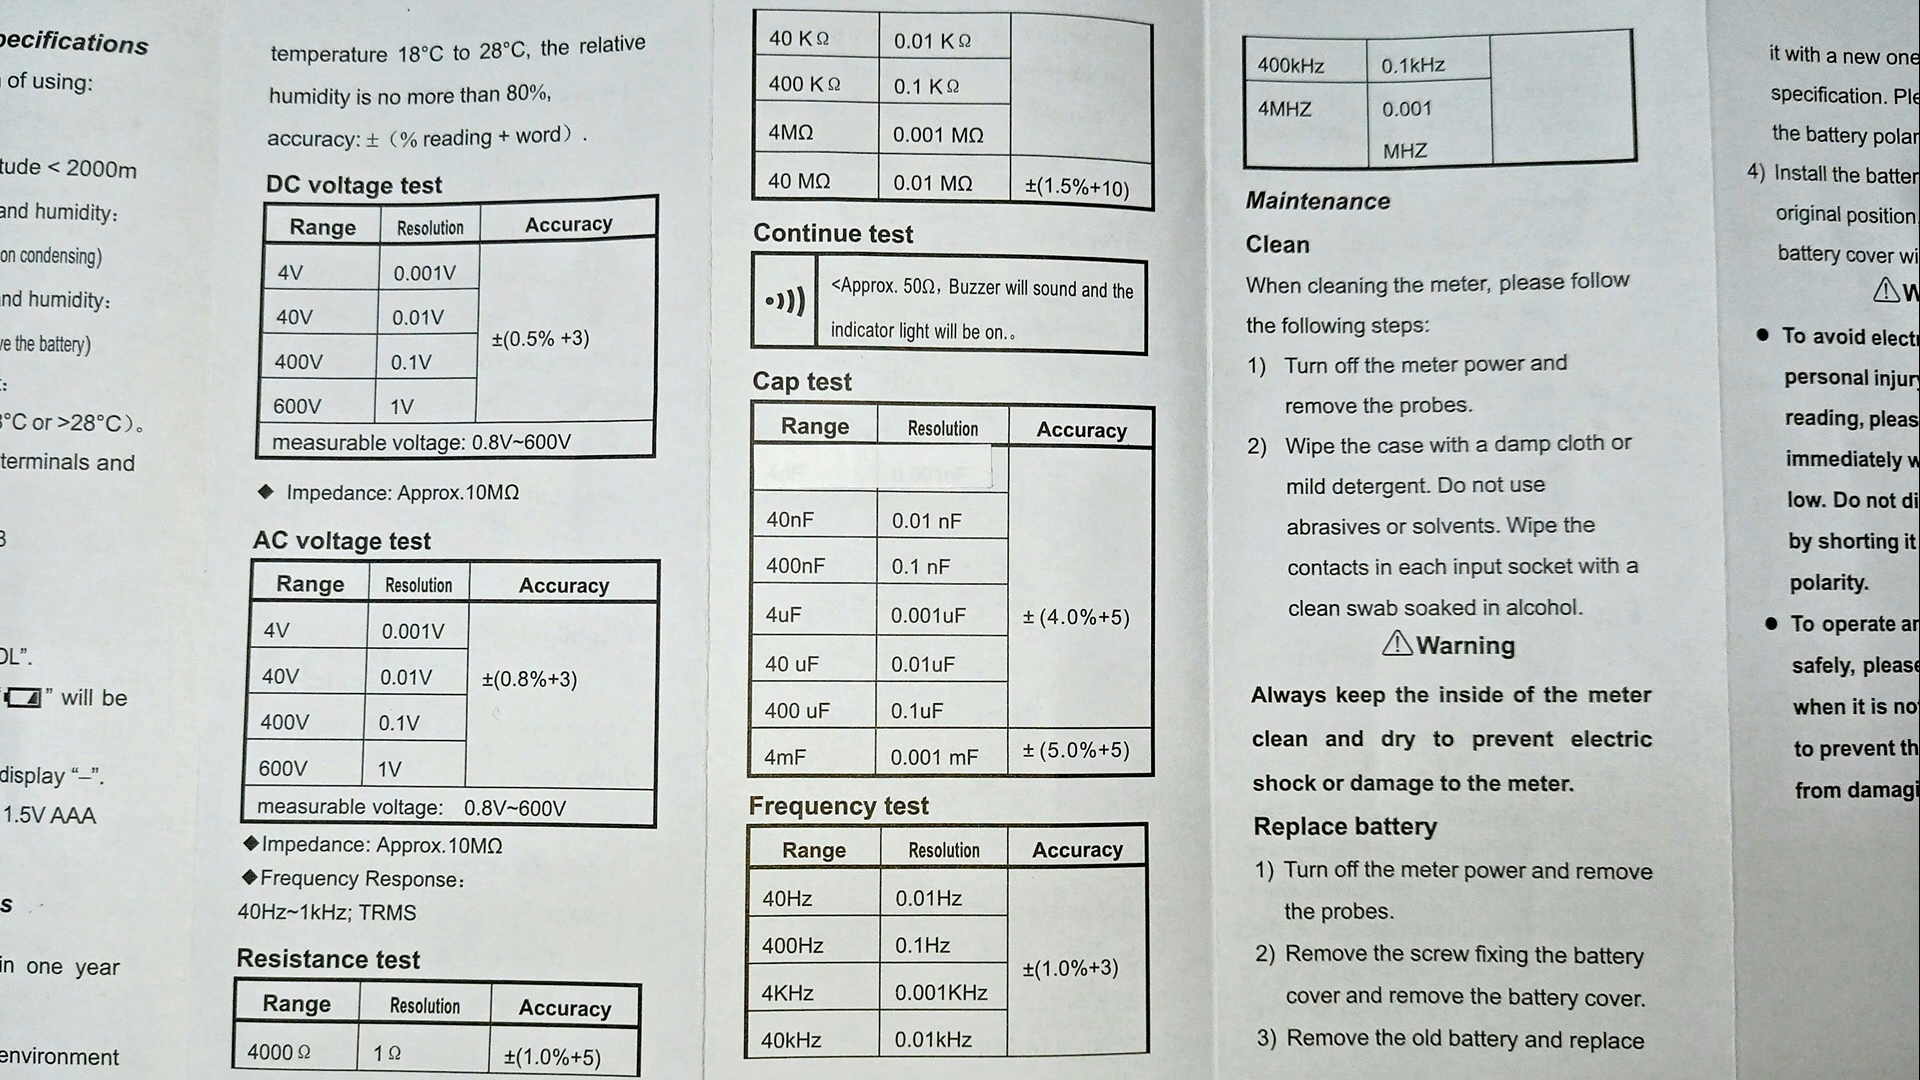 pecifications
of using:
tude < 2000m
and humidity:
on condensing)
nd humidity:
ve the battery)
°C or >28°C)。
terminals and
OL”.
” will be
display “–”.
1.5V AAA
in one year
environment
temperature 18°C to 28°C, the relative
humidity is no more than 80%,
accuracy: ± (% reading + word) .
DC voltage test
Range Resolution Accuracy
4V 0.001V
40V 0.01V
±(0.5% +3)
400V 0.1V
600V 1V
measurable voltage: 0.8V~600V
◆ Impedance: Approx.10MΩ
AC voltage test
Range Resolution Accuracy
4V 0.001V
40V 0.01V ±(0.8%+3)
400V 0.1V
600V 1V
measurable voltage: 0.8V~600V
◆Impedance: Approx.10MΩ
◆Frequency Response:
40Hz~1kHz; TRMS
Resistance test
Range Resolution Accuracy
4000 Ω 1 Ω ±(1.0%+5)
40 K Ω 0.01 K Ω
400 K Ω 0.1 K Ω
4MΩ 0.001 MΩ
40 MΩ 0.01 MΩ ±(1.5%+10)
Continue test
<Approx. 50Ω, Buzzer will sound and the
indicator light will be on.。
Cap test
Range Resolution Accuracy
40nF 0.01 nF
400nF 0.1 nF
4uF 0.001uF ± (4.0%+5)
40 uF 0.01uF
400 uF 0.1uF
4mF 0.001 mF ± (5.0%+5)
Frequency test
Range Resolution Accuracy
40Hz 0.01Hz
400Hz 0.1Hz
±(1.0%+3)
4KHz 0.001KHz
40kHz 0.01kHz
400kHz 0.1kHz
4MHZ 0.001
MHZ
Maintenance
Clean
When cleaning the meter, please follow
the following steps:
1) Turn off the meter power and
remove the probes.
2) Wipe the case with a damp cloth or
mild detergent. Do not use
abrasives or solvents. Wipe the
contacts in each input socket with a
clean swab soaked in alcohol.
⚠Warning
Always keep the inside of the meter
clean and dry to prevent electric
shock or damage to the meter.
Replace battery
1) Turn off the meter power and remove
the probes.
2) Remove the screw fixing the battery
cover and remove the battery cover.
3) Remove the old battery and replace
it with a new one
specification. Ple
the battery polar
4) Install the batter
original position
battery cover wi
⚠W
● To avoid elect
personal injur
reading, pleas
immediately w
low. Do not di
by shorting it
polarity.
● To operate an
safely, please
when it is no
to prevent th
from damagi